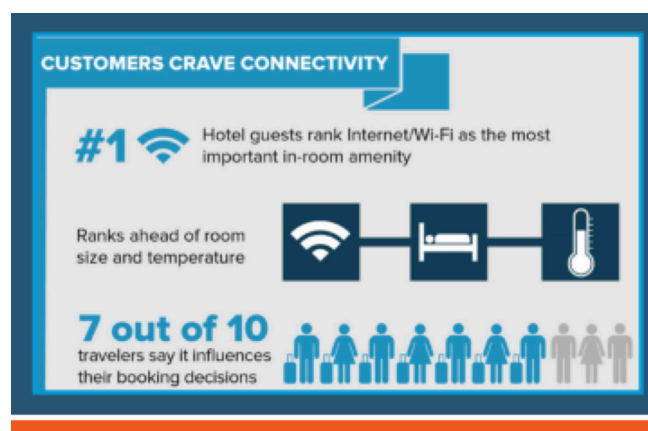 CUSTOMERS CRAVE CONNECTIVITY
#1
Hotel guests rank Internet/Wi-Fi as the most
important in-room amenity
Ranks ahead of room
size and temperature
7 out of 10
travelers say it influences
their booking decisions